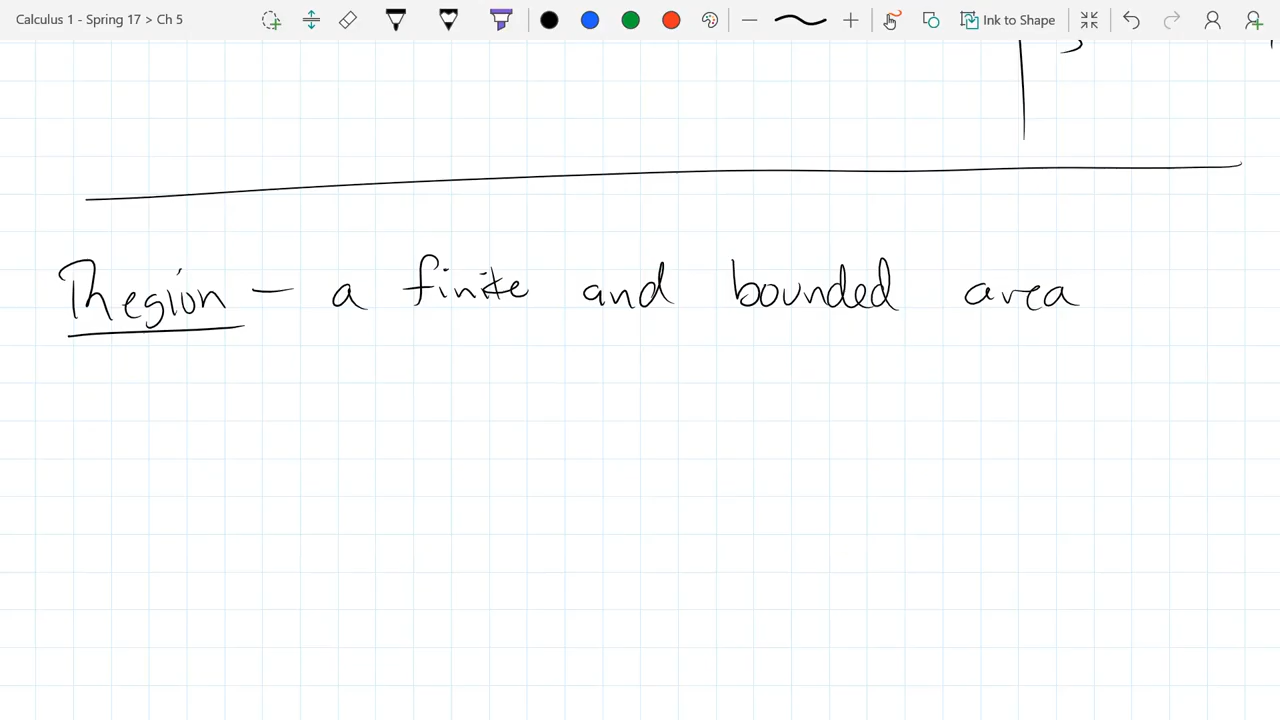 Calculus 1 - Spring 17 > Ch 5
Ink to Shape
Region — a finite and bounded area